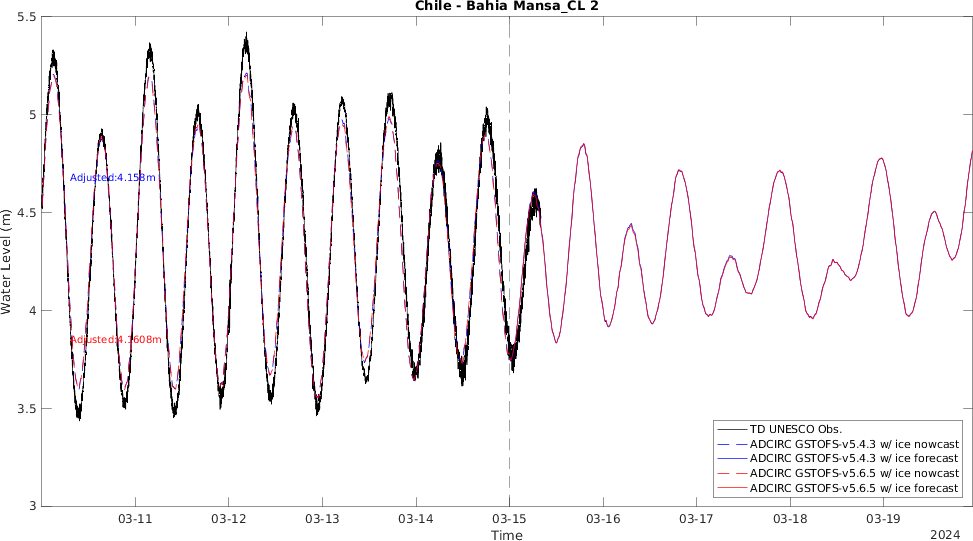 Chile - Bahia Mansa_CL 2
5.5
5
4.5
4
3.5
3
Water Level (m)
Adjusted:4.158m
Adjusted:4.1608m
TD UNESCO Obs.
ADCIRC GSTOFS-v5.4.3 w/ ice nowcast
ADCIRC GSTOFS-v5.4.3 w/ ice forecast
ADCIRC GSTOFS-v5.6.5 w/ ice nowcast
ADCIRC GSTOFS-v5.6.5 w/ ice forecast
03-11 03-12 03-13 03-14 03-15 03-16 03-17 03-18 03-19
Time
2024